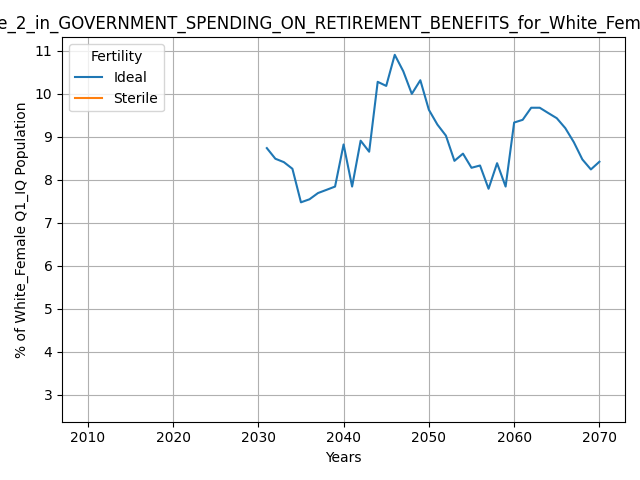 e_2_in_GOVERNMENT_SPENDING_ON_RETIREMENT_BENEFITS_for_White_Fem
Fertility
Ideal
Sterile
% of White_Female Q1_IQ Population
11
10
9
8
7
6
5
4
3
2010 2020 2030 2040 2050 2060 2070
Years